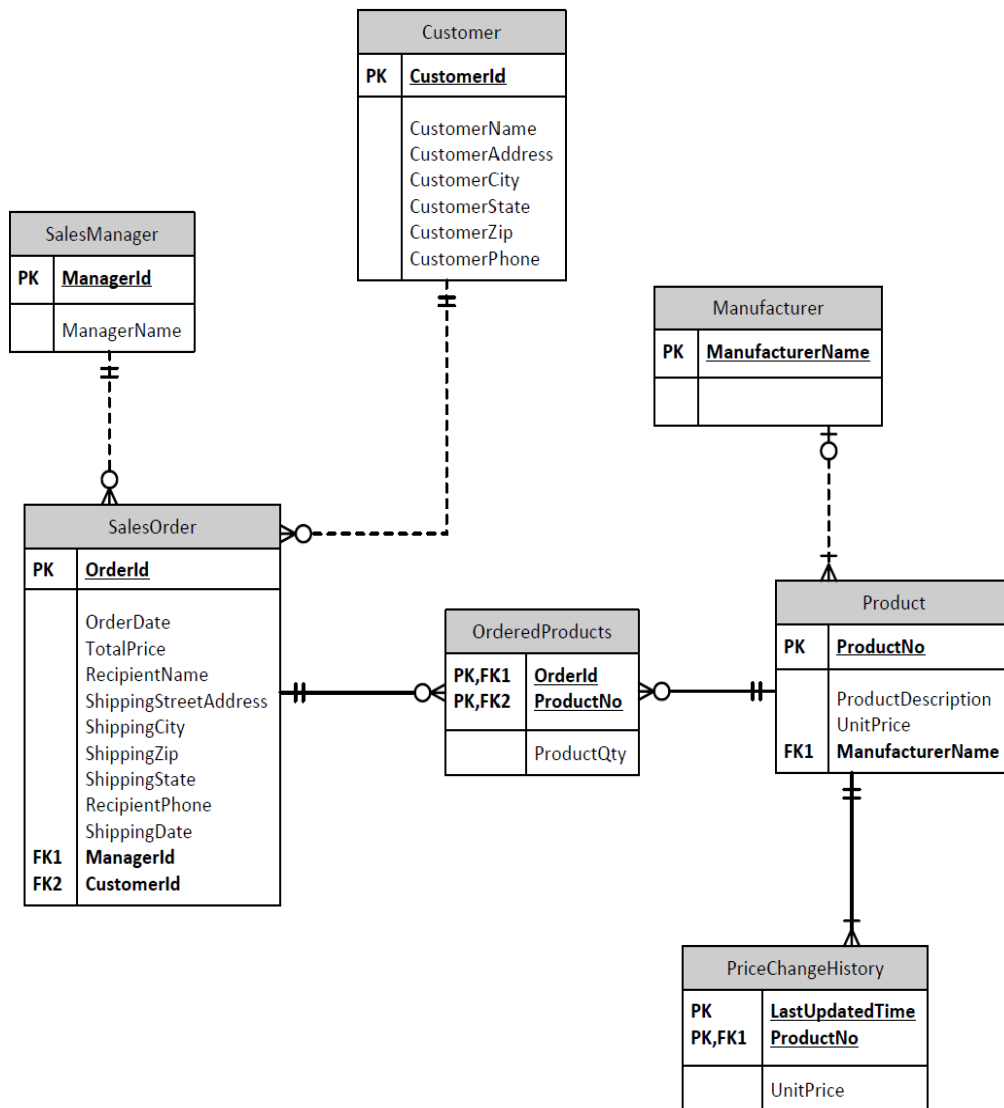 Customer
PK CustomerId
CustomerName
CustomerAddress
CustomerCity
CustomerState
CustomerZip
CustomerPhone
SalesManager
PK ManagerId
ManagerName
Manufacturer
PK ManufacturerName
SalesOrder
PK OrderId
OrderDate
TotalPrice
RecipientName
ShippingStreetAddress
ShippingCity
ShippingZip
ShippingState
RecipientPhone
ShippingDate
FK1 ManagerId
FK2 CustomerId
OrderedProducts
PK,FK1 OrderId
PK,FK2 ProductNo
ProductQty
Product
PK ProductNo
ProductDescription
UnitPrice
FK1 ManufacturerName
PriceChangeHistory
PK LastUpdatedTime
PK,FK1 ProductNo
UnitPrice